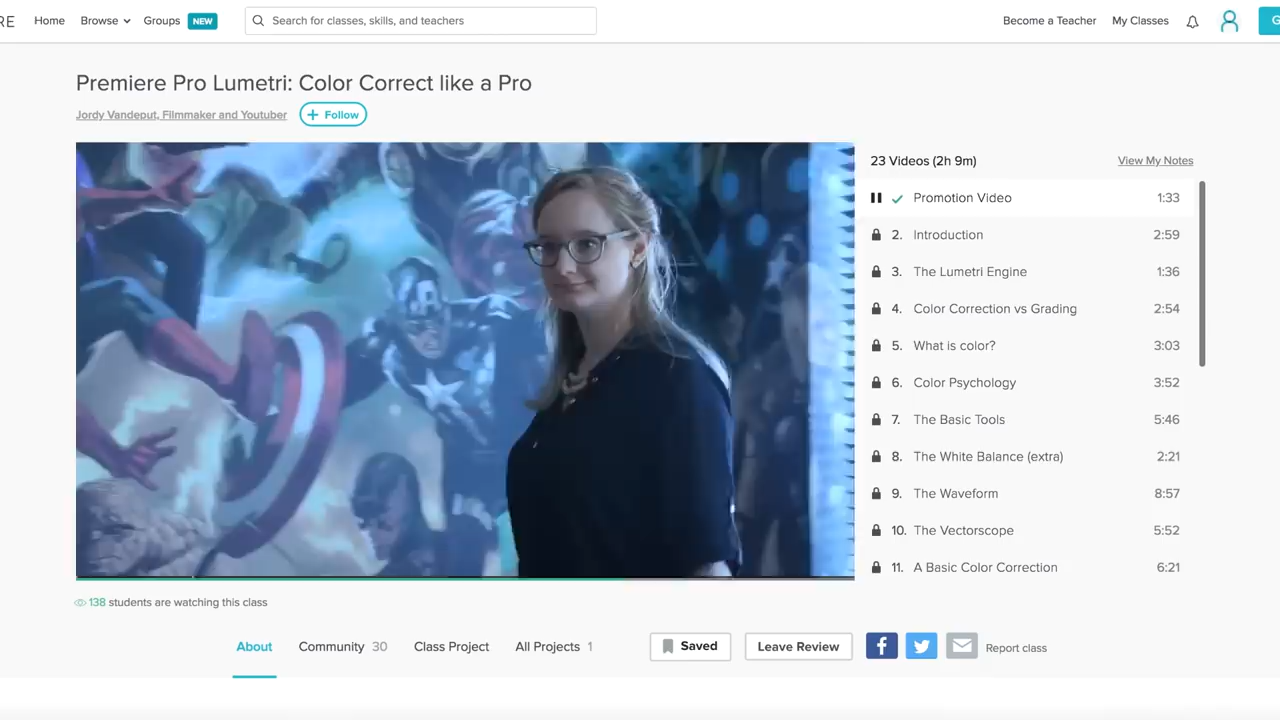 RE Home Browse Groups NEW Search for classes, skills, and teachers Become a Teacher My Classes G
Premiere Pro Lumetri: Color Correct like a Pro
Jordy Vandeput, Filmmaker and Youtuber + Follow
23 Videos (2h 9m) View My Notes
Promotion Video 1:33
2. Introduction 2:59
3. The Lumetri Engine 1:36
4. Color Correction vs Grading 2:54
5. What is color? 3:03
6. Color Psychology 3:52
7. The Basic Tools 5:46
8. The White Balance (extra) 2:21
9. The Waveform 8:57
10. The Vectorscope 5:52
11. A Basic Color Correction 6:21
138 students are watching this class
About Community 30 Class Project All Projects 1 Saved Leave Review Report class